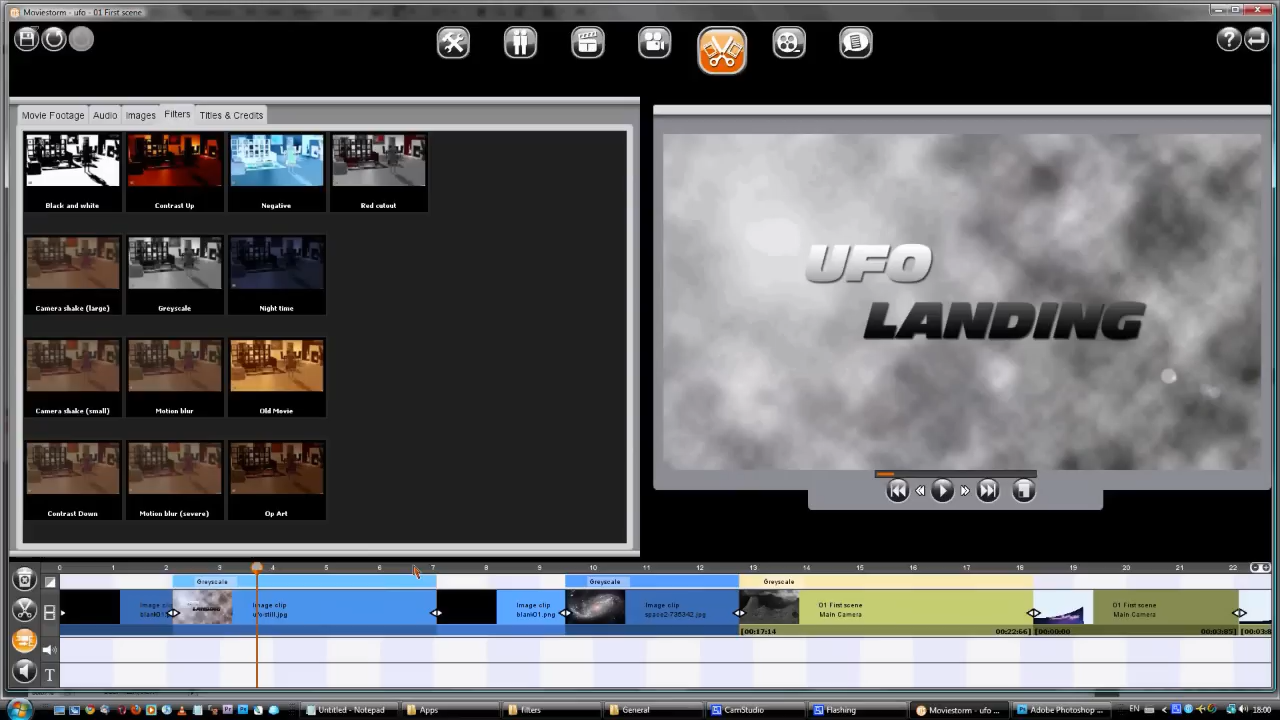 Moviestorm - ufo - 01 First scene
Movie Footage Audio Images Filters Titles & Credits
Black and white Contrast Up Negative Red cutout
Camera shake (large) Greyscale Night time
Camera shake (small) Motion blur Old Movie
Contrast Down Motion blur (severe) Op Art
UFO
LANDING
0 1 2 3 4 5 6 7 8 9 10 11 12 13 14 15 16 17 18 19 20 21 22
Greyscale Greyscale Greyscale
Image clip Image clip Image clip Image clip 01 First scene 01 First scene
blank01.png Main Camera Main Camera
[00:17:14 00:22:66] [00:00:00 00:03:85]
T
Untitled - Notepad Apps filters General CamStudio Flashing Moviestorm - ufo ... Adobe Photoshop ... EN 18:00